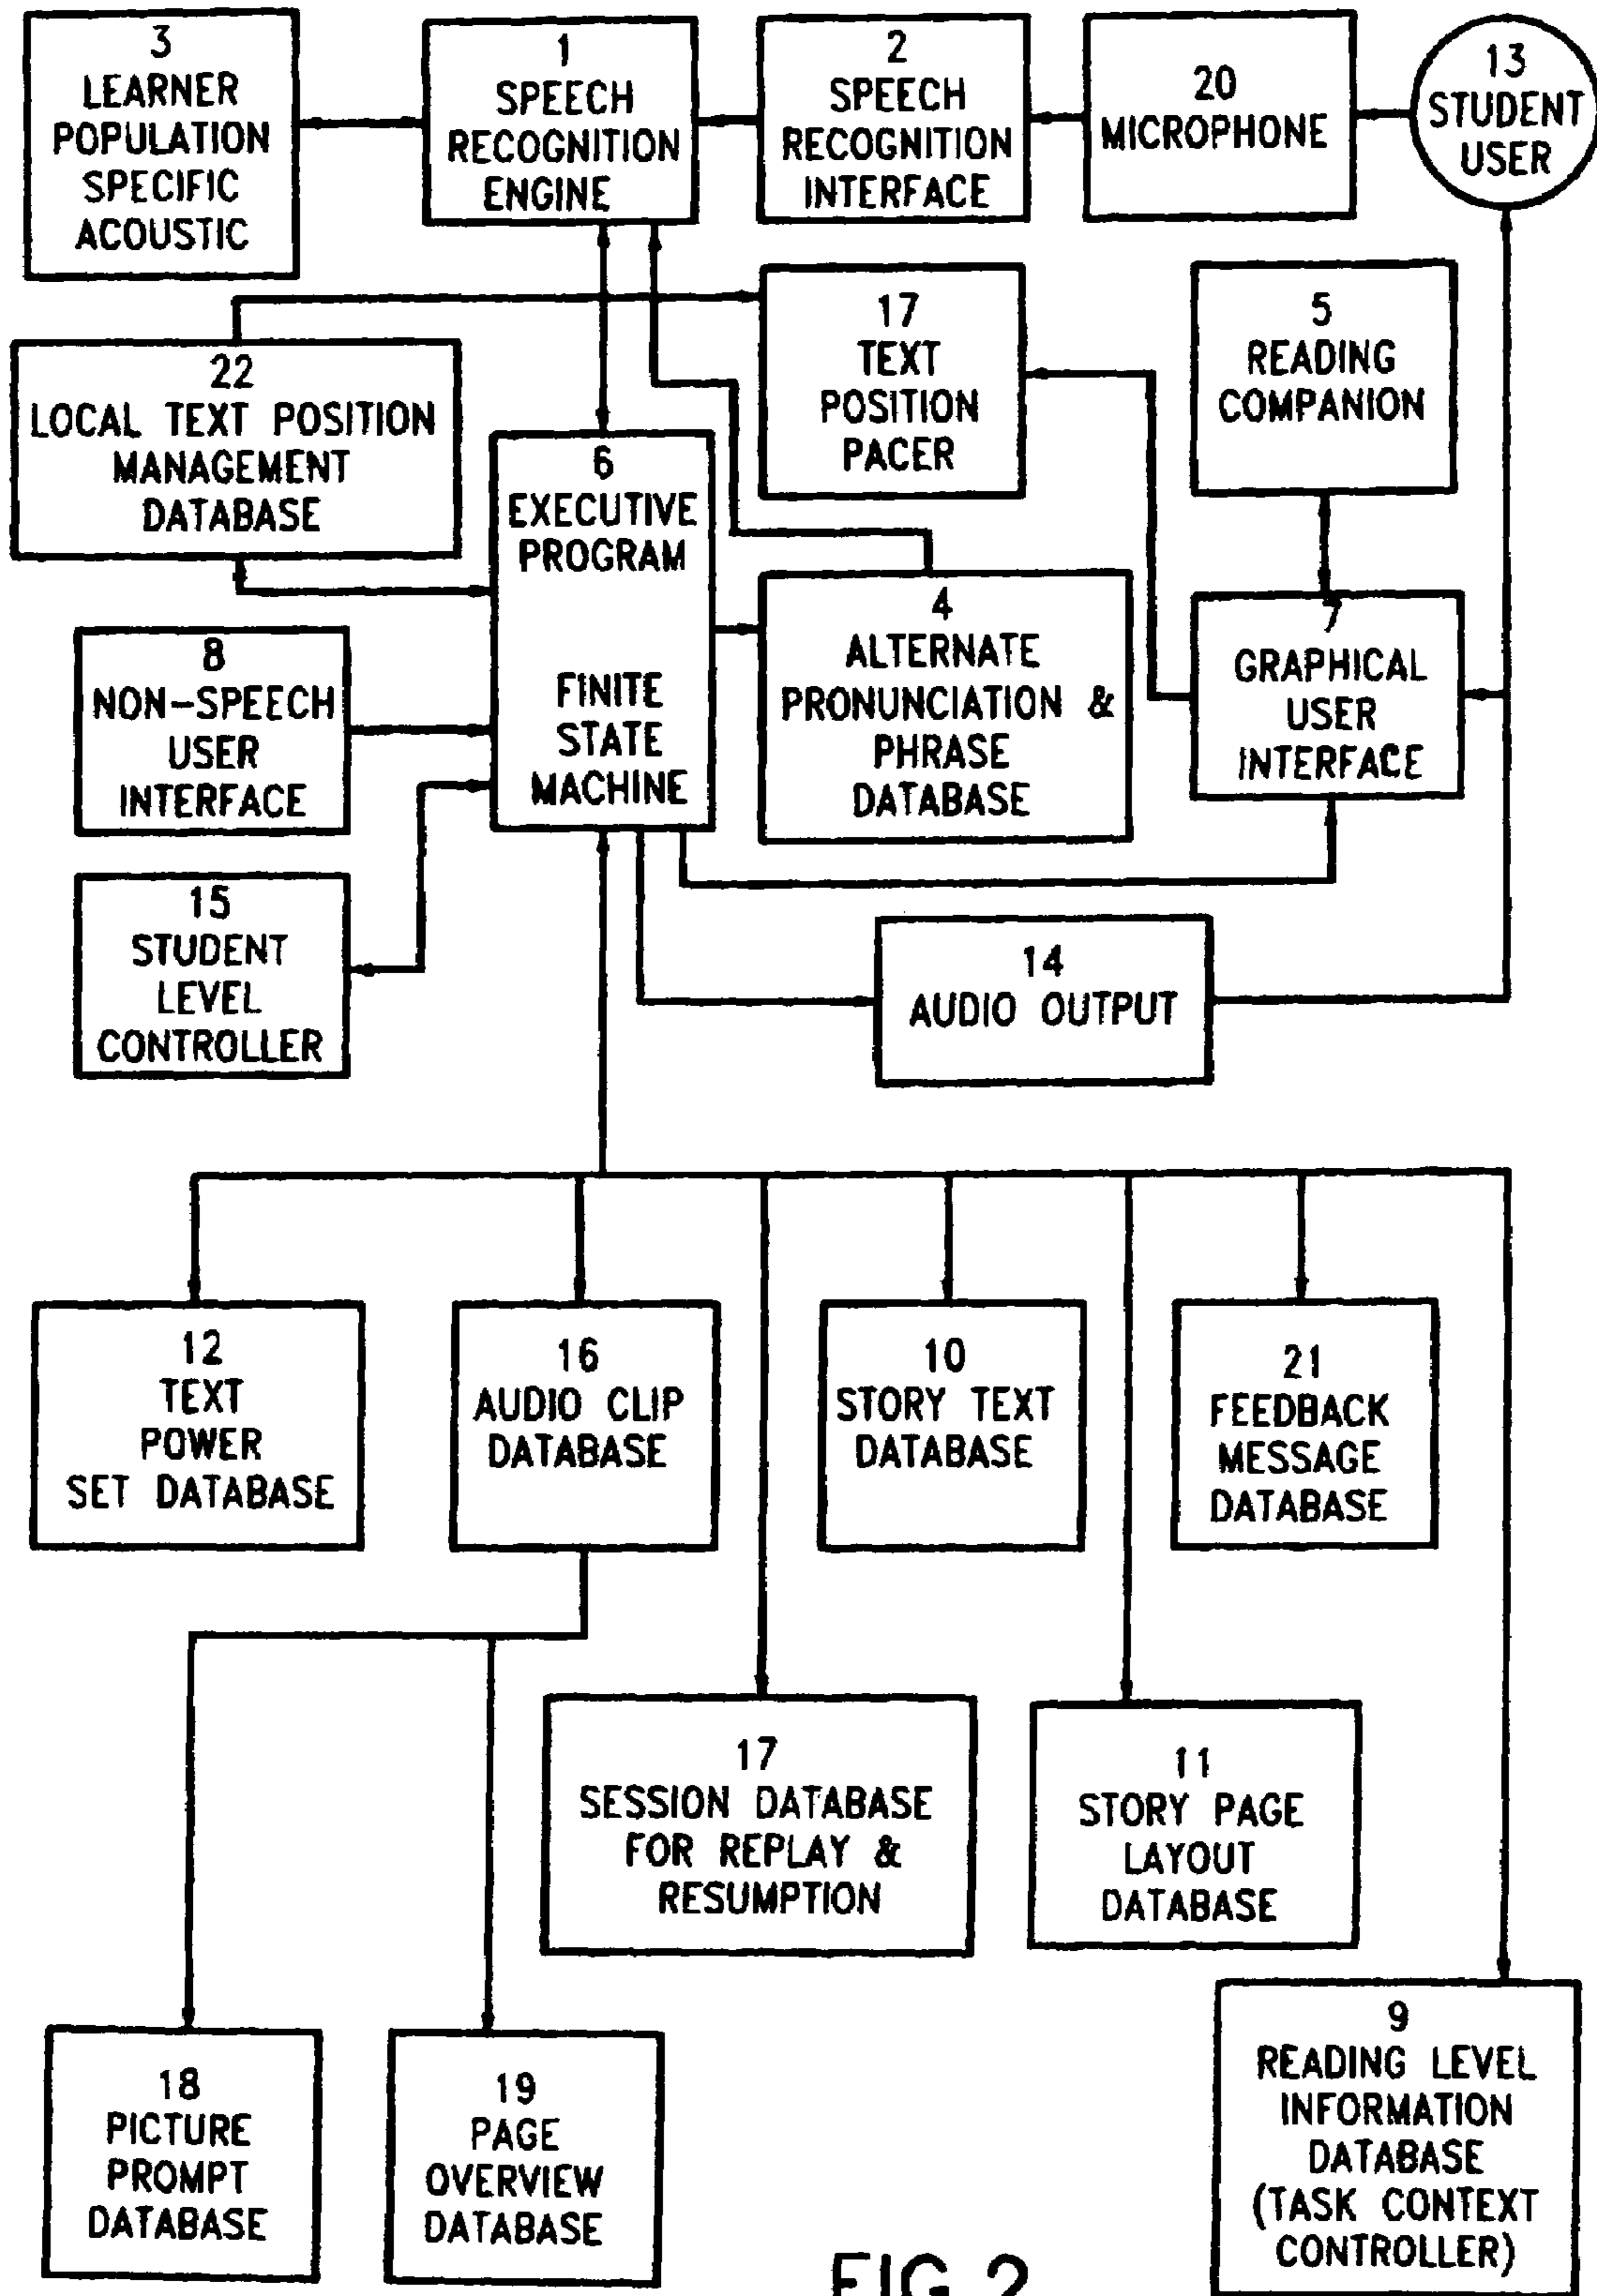 3
LEARNER
POPULATION
SPECIFIC
ACOUSTIC
1
SPEECH
RECOGNITION
ENGINE
2
SPEECH
RECOGNITION
INTERFACE
20
MICROPHONE
13
STUDENT
USER
22
LOCAL TEXT POSITION
MANAGEMENT
DATABASE
17
TEXT
POSITION
PACER
5
READING
COMPANION
6
EXECUTIVE
PROGRAM
FINITE
STATE
MACHINE
4
ALTERNATE
PRONUNCIATION &
PHRASE
DATABASE
7
GRAPHICAL
USER
INTERFACE
8
NON-SPEECH
USER
INTERFACE
15
STUDENT
LEVEL
CONTROLLER
14
AUDIO OUTPUT
12
TEXT
POWER
SET DATABASE
16
AUDIO CLIP
DATABASE
10
STORY TEXT
DATABASE
21
FEEDBACK
MESSAGE
DATABASE
17
SESSION DATABASE
FOR REPLAY &
RESUMPTION
11
STORY PAGE
LAYOUT
DATABASE
18
PICTURE
PROMPT
DATABASE
19
PAGE
OVERVIEW
DATABASE
9
READING LEVEL
INFORMATION
DATABASE
(TASK CONTEXT
CONTROLLER)
FIG.2